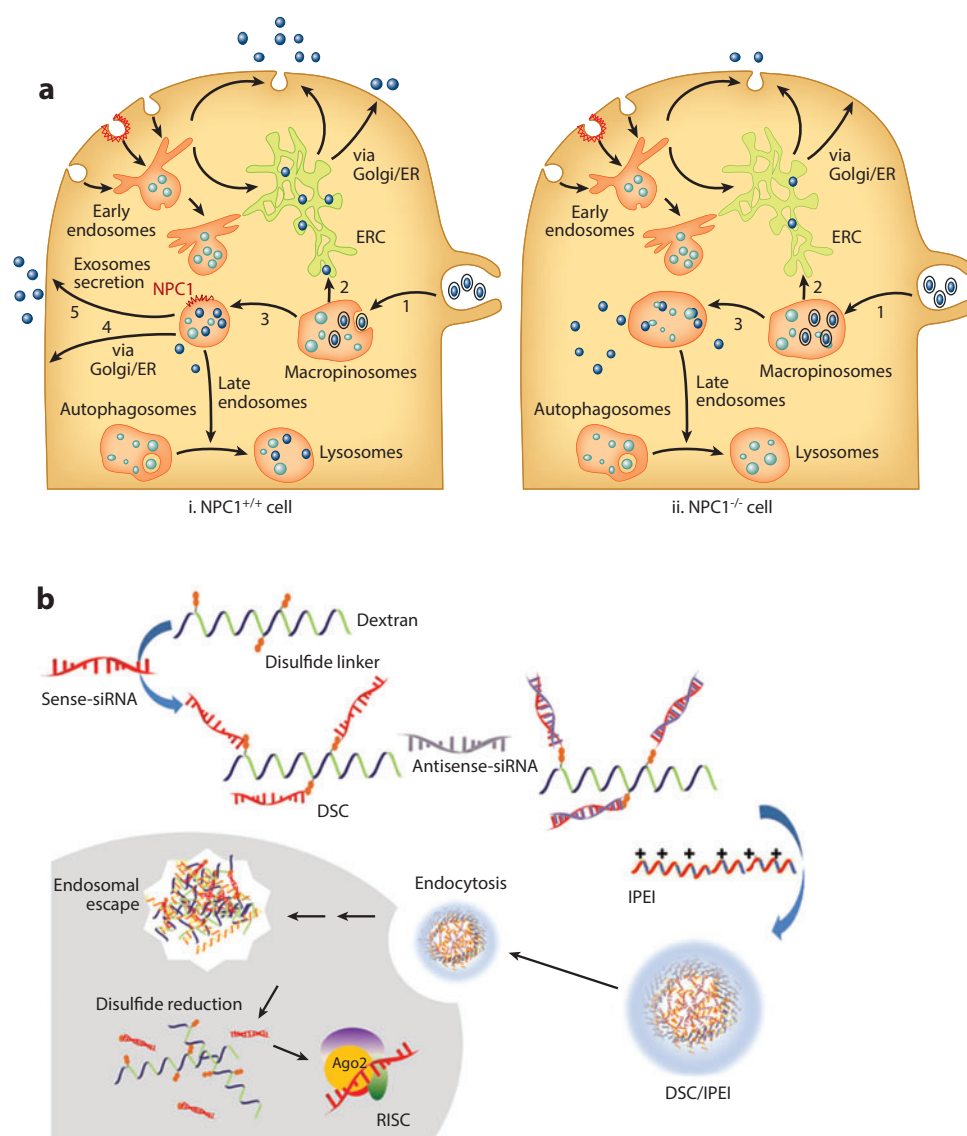 a
via
Golgi/ER
Early
endosomes
ERC
Exosomes
secretion
NPC1
5
4
3
2
1
via
Golgi/ER
Macropinosomes
Late
endosomes
Autophagosomes
Lysosomes
i. NPC1+/+ cell
via
Golgi/ER
Early
endosomes
ERC
3
2
1
Macropinosomes
Late
endosomes
Autophagosomes
Lysosomes
ii. NPC1-/- cell
b
Dextran
Disulfide linker
Sense-siRNA
Antisense-siRNA
DSC
+ + + + + +
IPEI
Endosomal
escape
Endocytosis
Disulfide reduction
Ago2
RISC
DSC/IPEI